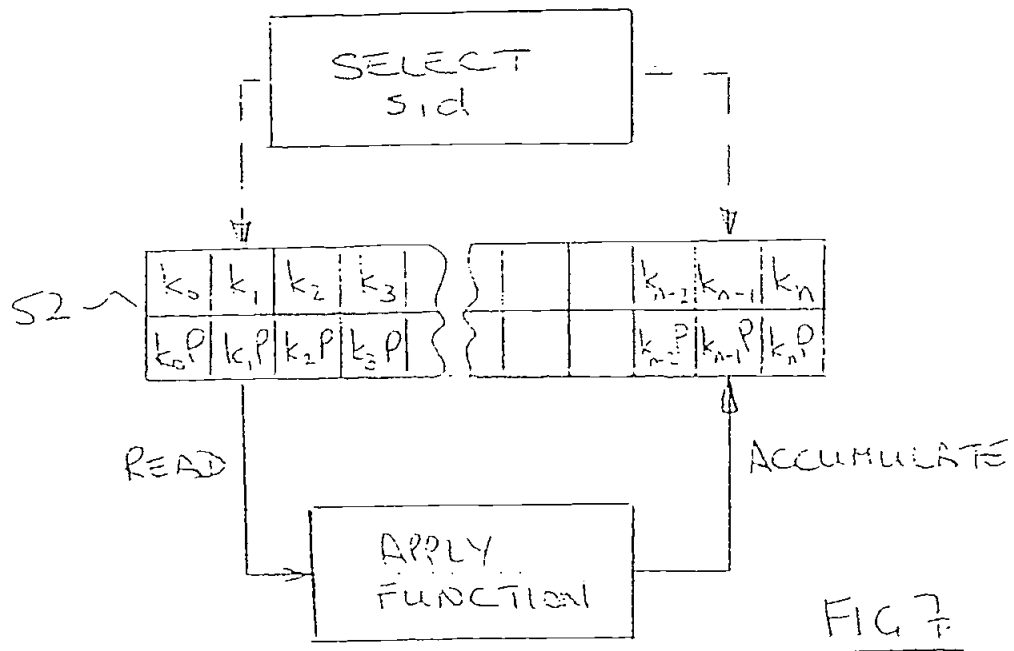 SELECT
s,d
52
k₀ k₁ k₂ k₃ kₙ₋₂ kₙ₋₁ kₙ
k₀P k₁P k₂P k₃P kₙ₋₂P kₙ₋₁P kₙP
READ
ACCUMULATE
APPLY
FUNCTION
FIG 7